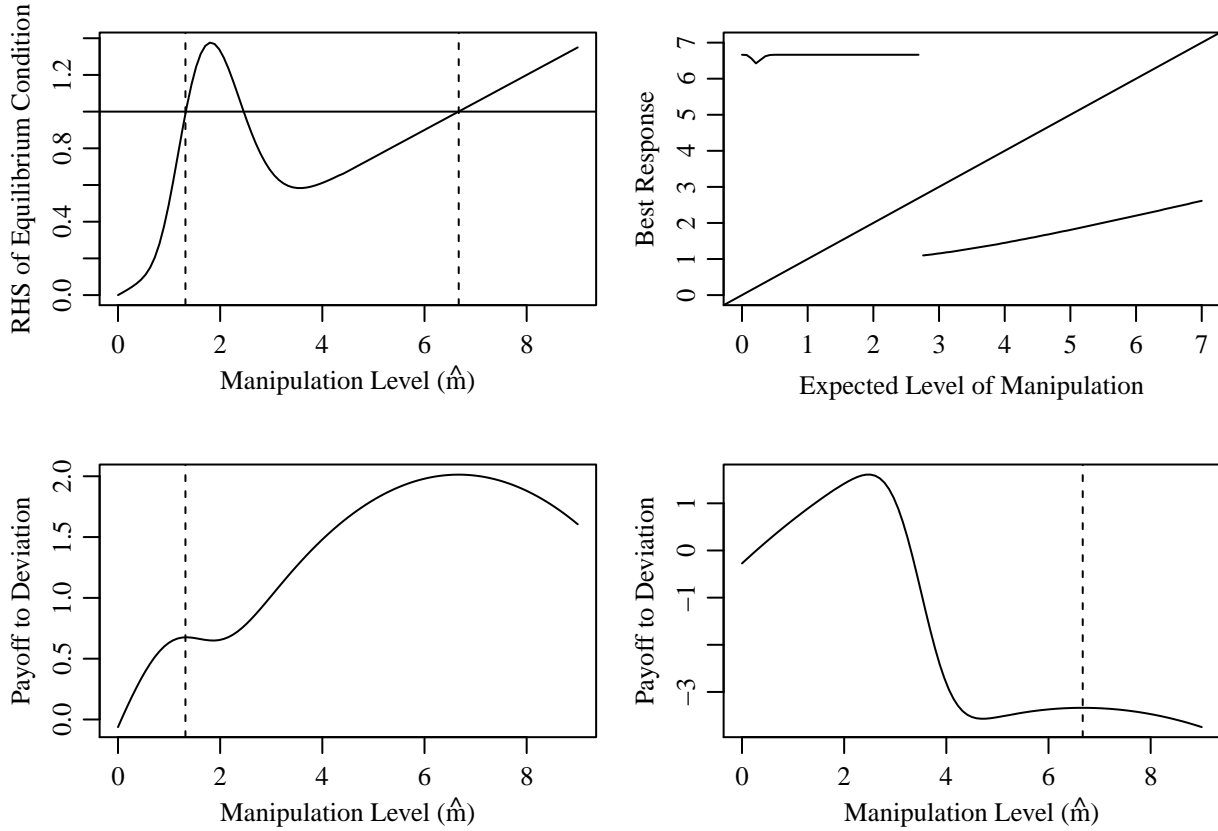 RHS of Equilibrium Condition
0.0
0.4
0.8
1.2
0 2 4 6 8
Manipulation Level (m̂)
Best Response
0 1 2 3 4 5 6 7
0 1 2 3 4 5 6 7
Expected Level of Manipulation
Payoff to Deviation
0.0 0.5 1.0 1.5 2.0
0 2 4 6 8
Manipulation Level (m̂)
Payoff to Deviation
−3 −1 0 1
0 2 4 6 8
Manipulation Level (m̂)